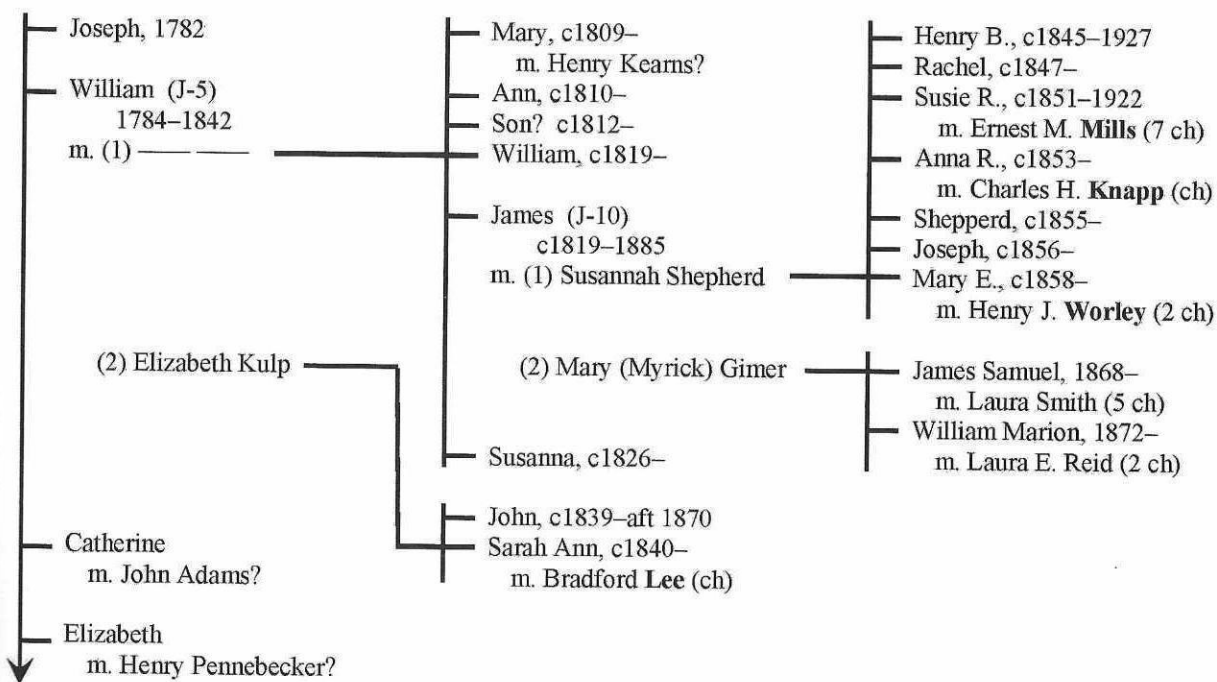 Joseph, 1782
William (J-5)
1784–1842
m. (1) —— ——
(2) Elizabeth Kulp
Catherine
m. John Adams?
Elizabeth
m. Henry Pennebecker?
Mary, c1809–
m. Henry Kearns?
Ann, c1810–
Son? c1812–
William, c1819–
James (J-10)
c1819–1885
m. (1) Susannah Shepherd
(2) Mary (Myrick) Gimer
Susanna, c1826–
John, c1839–aft 1870
Sarah Ann, c1840–
m. Bradford Lee (ch)
Henry B., c1845–1927
Rachel, c1847–
Susie R., c1851–1922
m. Ernest M. Mills (7 ch)
Anna R., c1853–
m. Charles H. Knapp (ch)
Shepperd, c1855–
Joseph, c1856–
Mary E., c1858–
m. Henry J. Worley (2 ch)
James Samuel, 1868–
m. Laura Smith (5 ch)
William Marion, 1872–
m. Laura E. Reid (2 ch)